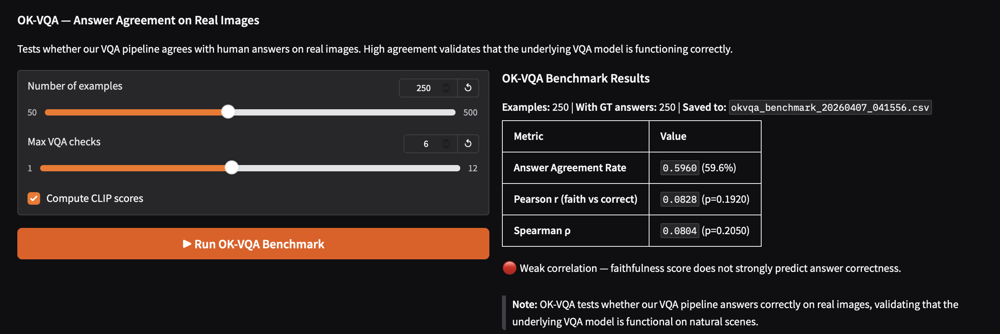 OK-VQA — Answer Agreement on Real Images
Tests whether our VQA pipeline agrees with human answers on real images. High agreement validates that the underlying VQA model is functioning correctly.
Number of examples
250
50
500
Max VQA checks
6
1
12
Compute CLIP scores
Run OK-VQA Benchmark
OK-VQA Benchmark Results
Examples: 250 | With GT answers: 250 | Saved to: okvqa_benchmark_20260407_041556.csv
Metric Value
Answer Agreement Rate 0.5960 (59.6%)
Pearson r (faith vs correct) 0.0828 (p=0.1920)
Spearman ρ 0.0804 (p=0.2050)
Weak correlation — faithfulness score does not strongly predict answer correctness.
Note: OK-VQA tests whether our VQA pipeline answers correctly on real images, validating that the
underlying VQA model is functional on natural scenes.